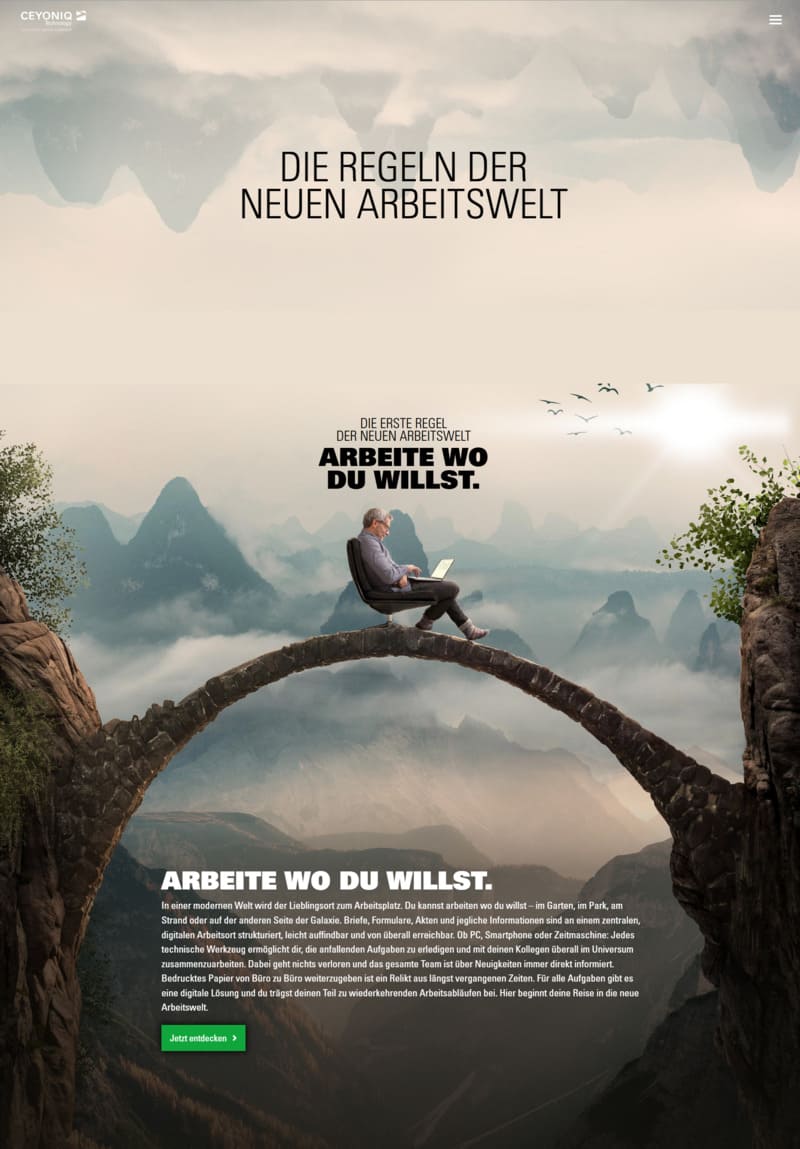 CEYONIQ
Technology
DIE REGELN DER
NEUEN ARBEITSWELT
DIE ERSTE REGEL
DER NEUEN ARBEITSWELT
ARBEITE WO
DU WILLST.
ARBEITE WO DU WILLST.
In einer modernen Welt wird der Lieblingsort zum Arbeitsplatz. Du kannst arbeiten wo du willst – im Garten, im Park, am
Strand oder auf der anderen Seite der Galaxie. Briefe, Formulare, Akten und jegliche Informationen sind an einem zentralen,
digitalen Arbeitsort strukturiert, leicht auffindbar und von überall erreichbar. Ob PC, Smartphone oder Zeitmaschine: Jedes
technische Werkzeug ermöglicht dir, die anfallenden Aufgaben zu erledigen und mit deinen Kollegen überall im Universum
zusammenzuarbeiten. Dabei geht nichts verloren und das gesamte Team ist über Neuigkeiten immer direkt informiert.
Bedrucktes Papier von Büro zu Büro weiterzugeben ist ein Relikt aus längst vergangenen Zeiten. Für alle Aufgaben gibt es
eine digitale Lösung und du trägst deinen Teil zu wiederkehrenden Arbeitsabläufen bei. Hier beginnt deine Reise in die neue
Arbeitswelt.
Jetzt entdecken